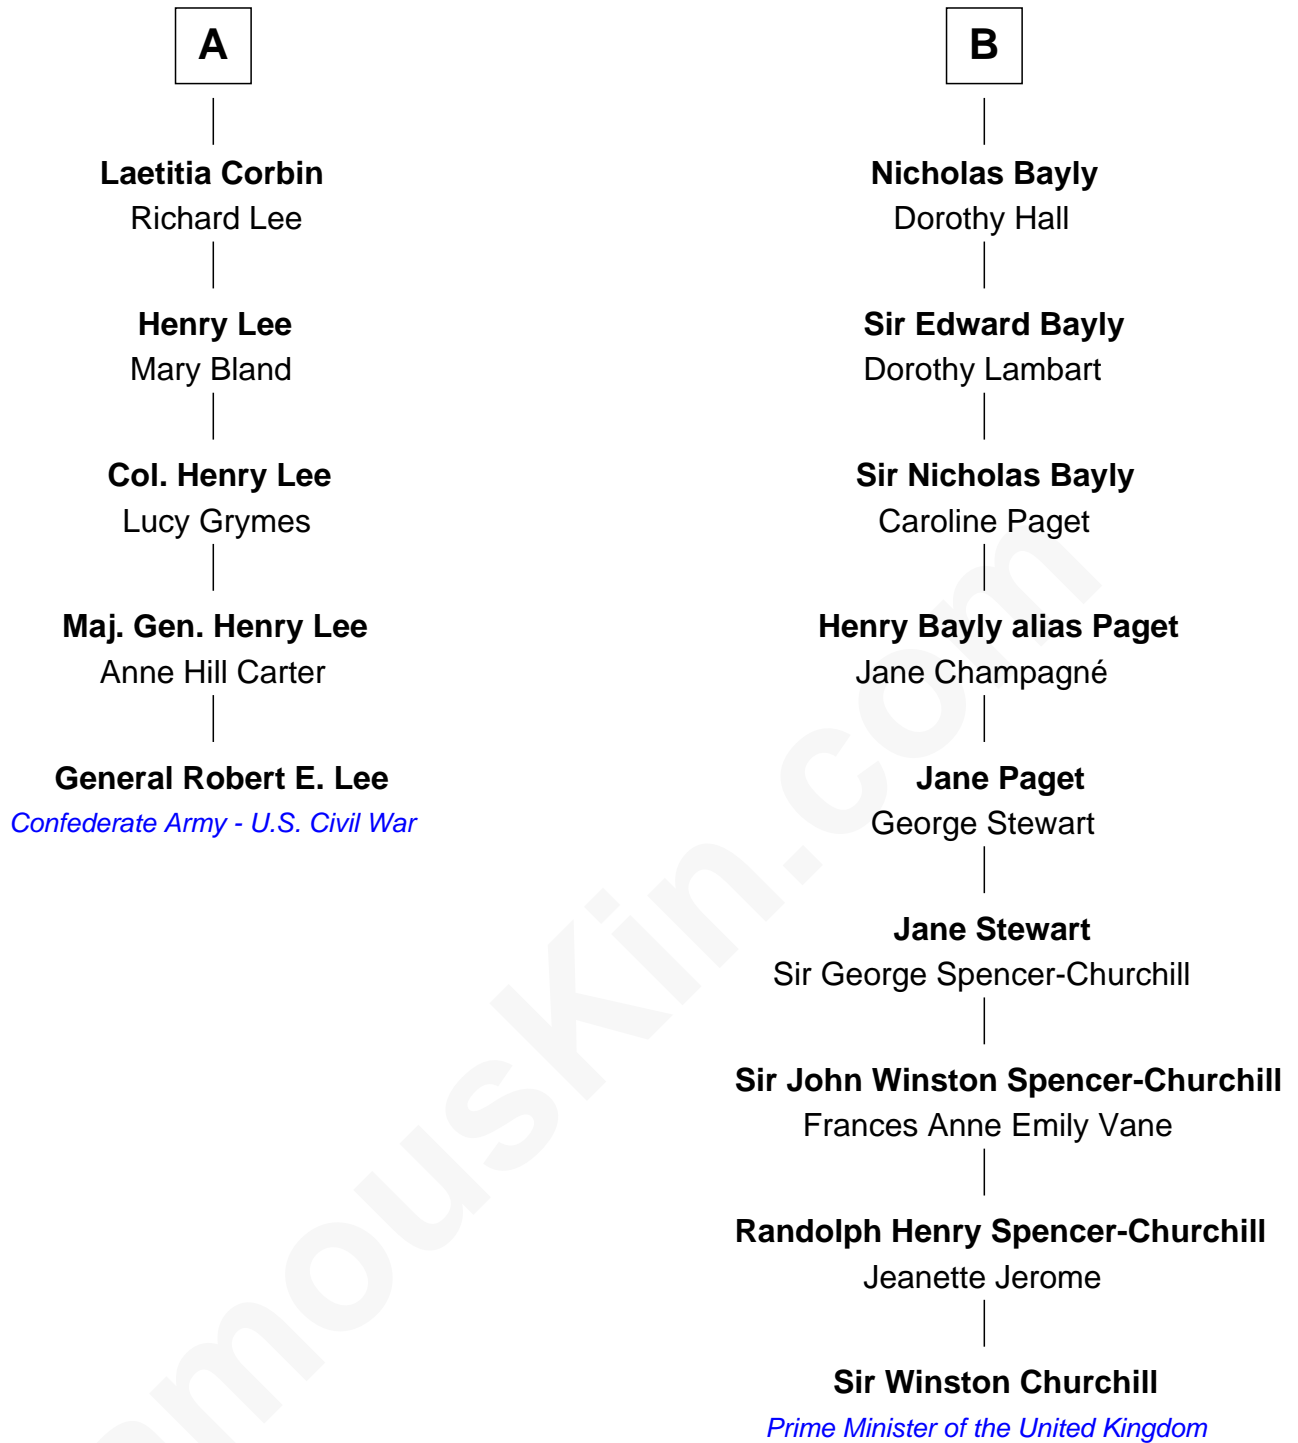 A
Laetitia Corbin
Richard Lee
Henry Lee
Mary Bland
Col. Henry Lee
Lucy Grymes
Maj. Gen. Henry Lee
Anne Hill Carter
General Robert E. Lee
Confederate Army - U.S. Civil War
B
Nicholas Bayly
Dorothy Hall
Sir Edward Bayly
Dorothy Lambart
Sir Nicholas Bayly
Caroline Paget
Henry Bayly alias Paget
Jane Champagné
Jane Paget
George Stewart
Jane Stewart
Sir George Spencer-Churchill
Sir John Winston Spencer-Churchill
Frances Anne Emily Vane
Randolph Henry Spencer-Churchill
Jeanette Jerome
Sir Winston Churchill
Prime Minister of the United Kingdom
amousKin.com